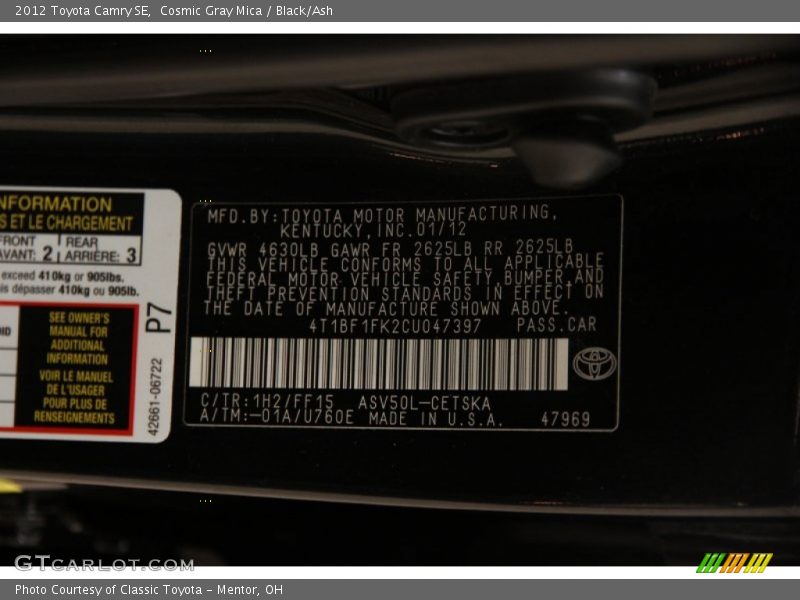 2012 Toyota Camry SE, Cosmic Gray Mica / Black/Ash
NFORMATION
S ET LE CHARGEMENT
FRONT
AVANT: 2
REAR
ARRIÈRE: 3
exceed 410kg or 905lbs.
is dépasser 410kg ou 905lb.
SEE OWNER'S
MANUAL FOR
ADDITIONAL
INFORMATION
VOIR LE MANUEL
DE L'USAGER
POUR PLUS DE
RENSEIGNEMENTS
P7
42661-06722
MFD.BY:TOYOTA MOTOR MANUFACTURING,
KENTUCKY,INC.01/12
GVWR 4630LB GAWR FR 2625LB RR 2625LB
THIS VEHICLE CONFORMS TO ALL APPLICABLE
FEDERAL MOTOR VEHICLE SAFETY,BUMPER,AND
THEFT PREVENTION STANDARDS IN EFFECT ON
THE DATE OF MANUFACTURE SHOWN ABOVE.
4T1BF1FK2CU047397 PASS.CAR
C/TR:1H2/FF15 ASV50L-CETSKA
A/TM:-01A/U760E MADE IN U.S.A. 47969
GTCARLOT.COM
Photo Courtesy of Classic Toyota - Mentor, OH